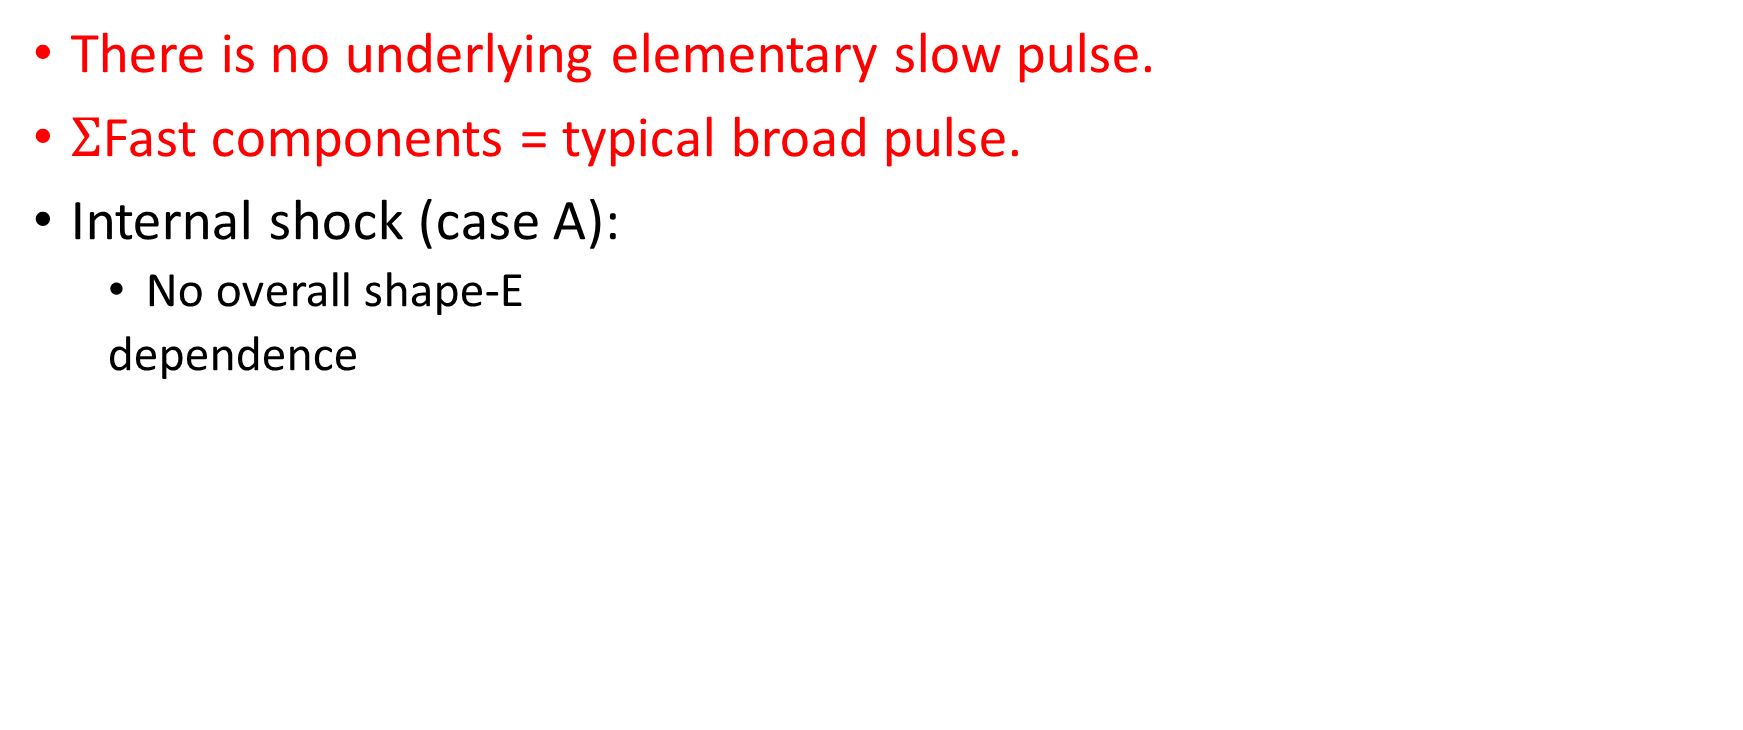 • There is no underlying elementary slow pulse.
• ΣFast components = typical broad pulse.
• Internal shock (case A):
• No overall shape-E
dependence